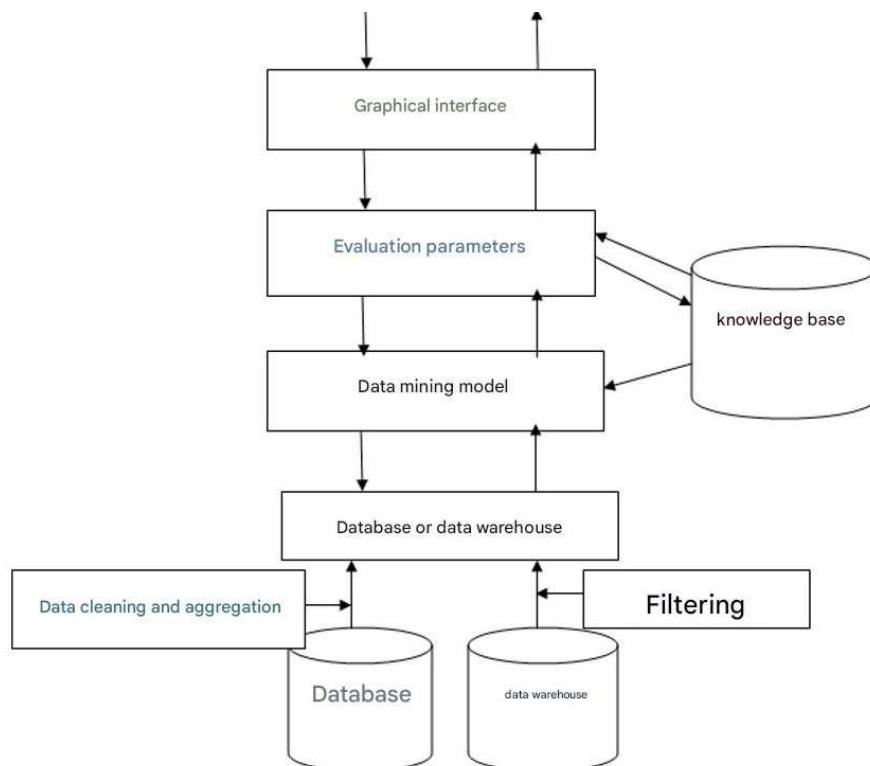 Graphical interface
Evaluation parameters
knowledge base
Data mining model
Database or data warehouse
Data cleaning and aggregation
Filtering
Database
data warehouse